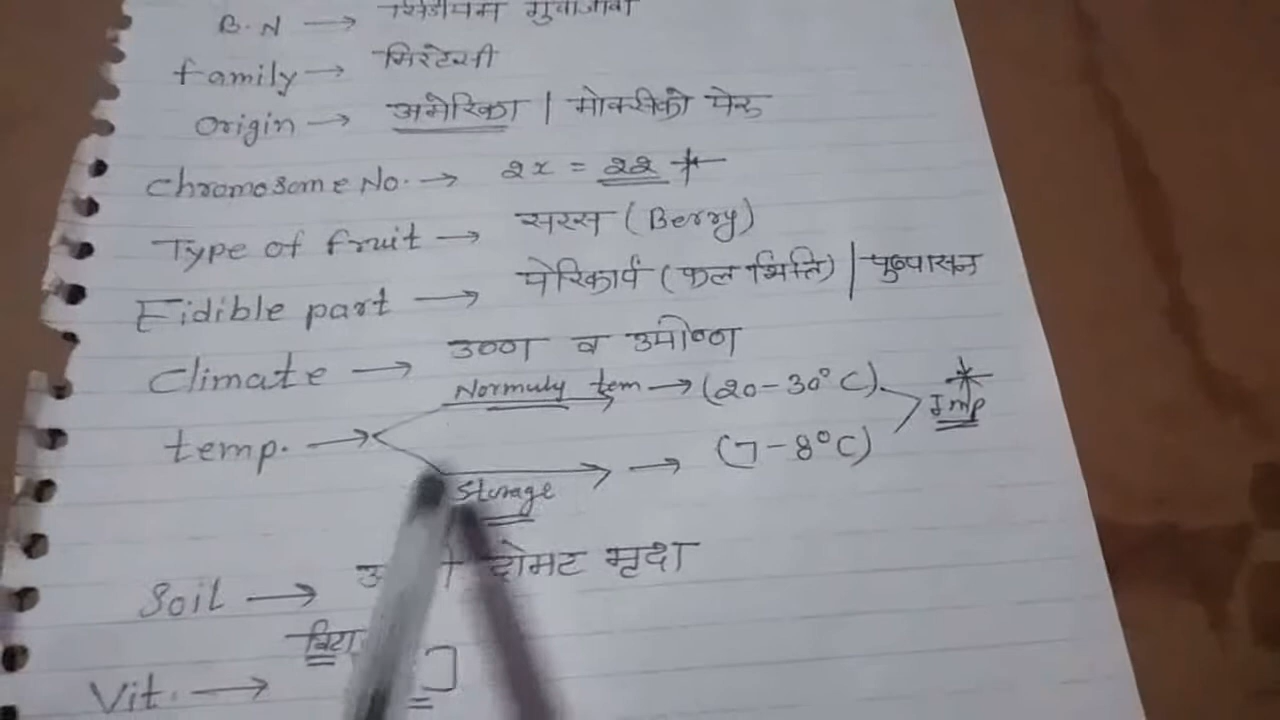 B.N → सिडियम गुवाजावा
family → मिरटेसी
origin → अमेरिका | मोक्सीको पेरू
Chromosome No. → 2x = 22
Type of fruit → सरस (Berry)
Eidible part → पेरिकार्प (फल भिति) |
Climate → उष्ण व उपोष्ण
Normuly tem → (20-30°C)
temp. → Imp
Storage → (7-8°C)
Soil → दोमट मृदा
Vit. →